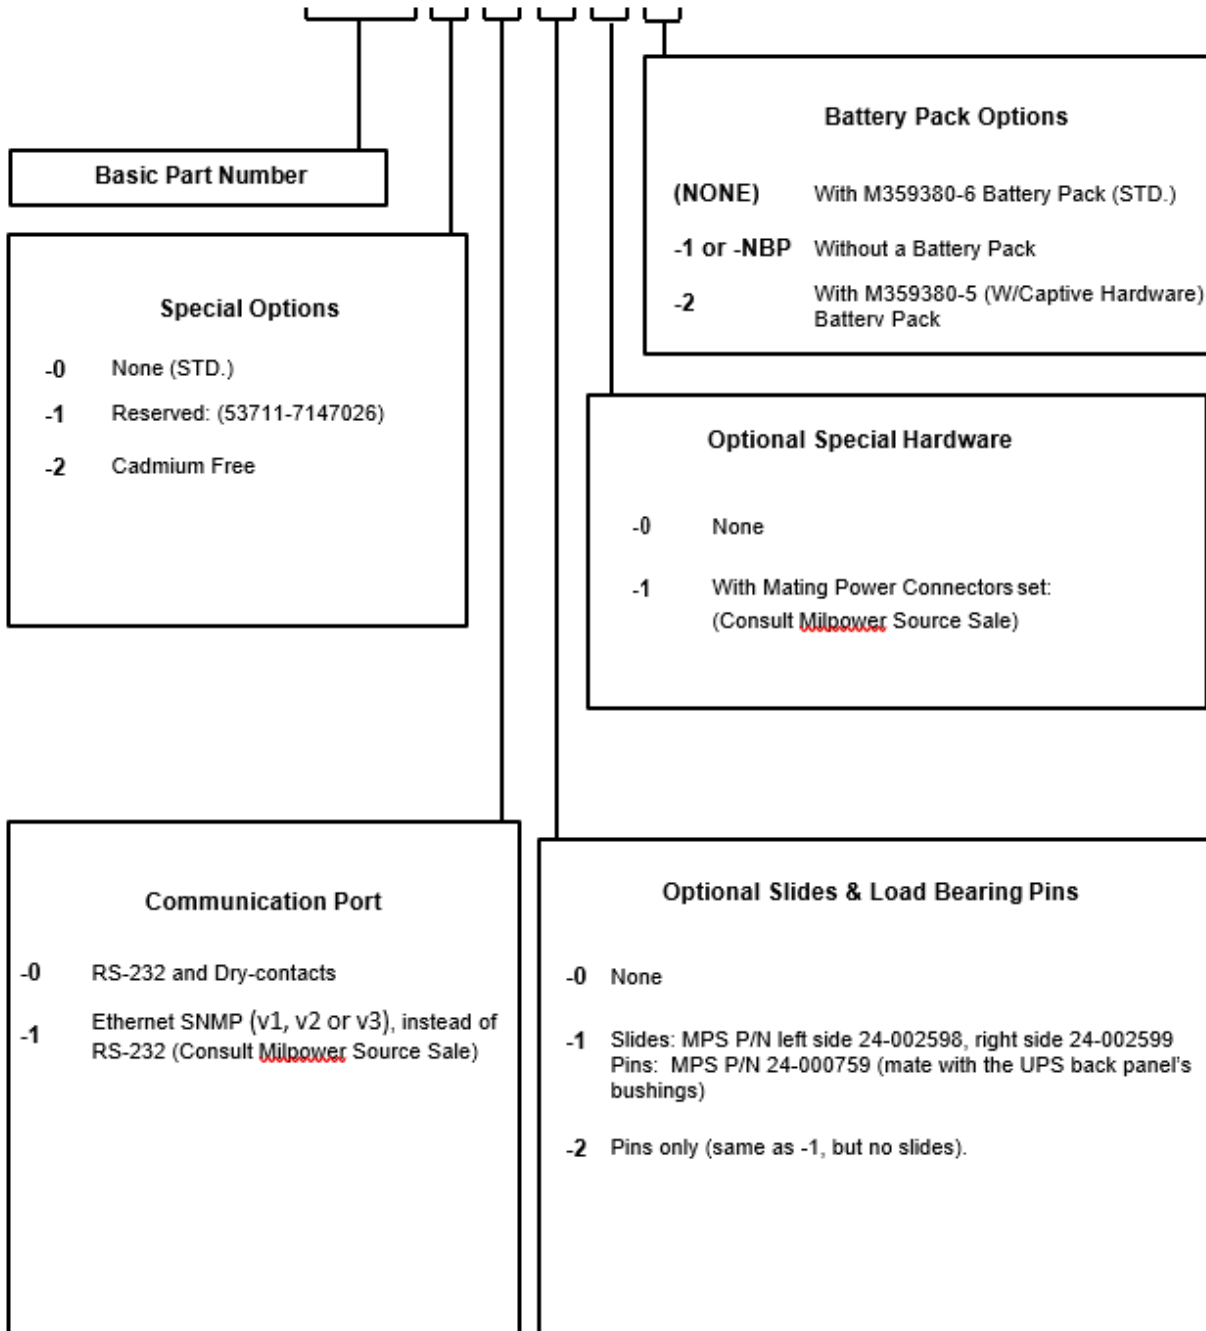 Basic Part Number
Special Options
-0 None (STD.)
-1 Reserved: (53711-7147026)
-2 Cadmium Free
Battery Pack Options
(NONE) With M359380-6 Battery Pack (STD.)
-1 or -NBP Without a Battery Pack
-2 With M359380-5 (W/Captive Hardware)
Battery Pack
Optional Special Hardware
-0 None
-1 With Mating Power Connectors set:
(Consult Milpower Source Sale)
Communication Port
-0 RS-232 and Dry-contacts
-1 Ethernet SNMP (v1, v2 or v3), instead of
RS-232 (Consult Milpower Source Sale)
Optional Slides & Load Bearing Pins
-0 None
-1 Slides: MPS P/N left side 24-002598, right side 24-002599
Pins: MPS P/N 24-000759 (mate with the UPS back panel's
bushings)
-2 Pins only (same as -1, but no slides).